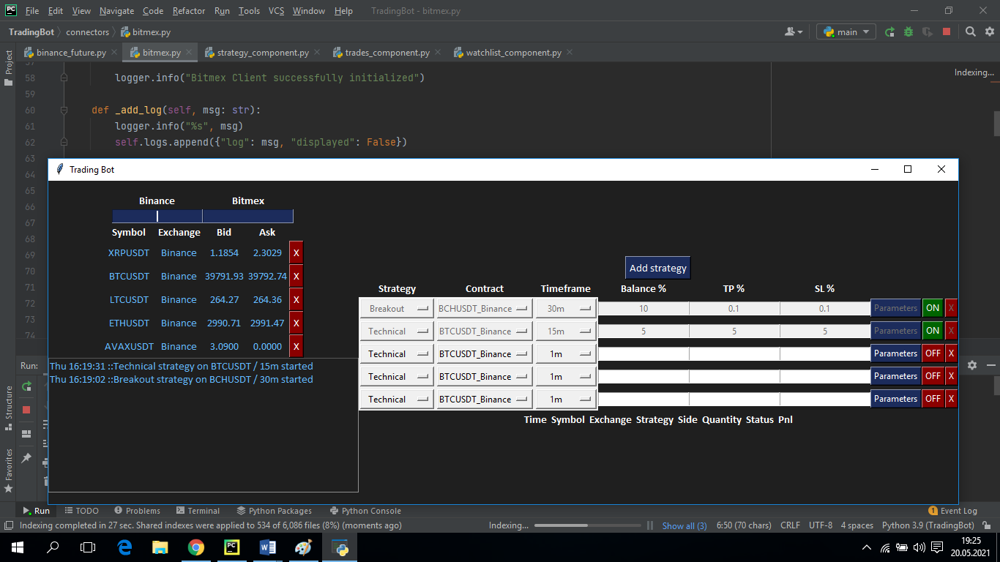 File Edit View Navigate Code Refactor Run Tools VCS Window Help TradingBot - bitmex.py
TradingBot connectors bitmex.py main
binance_future.py bitmex.py strategy_component.py trades_component.py watchlist_component.py
Project
Indexing...
58 logger.info("Bitmex Client successfully initialized")
59
60 def _add_log(self, msg: str):
61 logger.info("%s", msg)
62 self.logs.append({"log": msg, "displayed": False})
63
64
65
66
67
68
69
70
71
72
73
74
Trading Bot
Binance Bitmex
Symbol Exchange Bid Ask
XRPUSDT Binance 1.1854 2.3029 X
BTCUSDT Binance 39791.93 39792.74 X
LTCUSDT Binance 264.27 264.36 X
ETHUSDT Binance 2990.71 2991.47 X
AVAXUSDT Binance 3.0900 0.0000 X
Thu 16:19:31 ::Technical strategy on BTCUSDT / 15m started
Thu 16:19:02 ::Breakout strategy on BCHUSDT / 30m started
Add strategy
Strategy Contract Timeframe Balance % TP % SL %
Breakout BCHUSDT_Binance 30m 10 0.1 0.1 Parameters ON X
Technical BTCUSDT_Binance 15m 5 5 5 Parameters ON X
Technical BTCUSDT_Binance 1m Parameters OFF X
Technical BTCUSDT_Binance 1m Parameters OFF X
Technical BTCUSDT_Binance 1m Parameters OFF X
Time Symbol Exchange Strategy Side Quantity Status Pnl
Run:
Structure
Favorites
Run TODO Problems Terminal Python Packages Python Console 1 Event Log
Indexing completed in 27 sec. Shared indexes were applied to 534 of 6,086 files (8%) (moments ago) Indexing... Show all (3) 6:50 (70 chars) CRLF UTF-8 4 spaces Python 3.9 (TradingBot)
19:25
20.05.2021